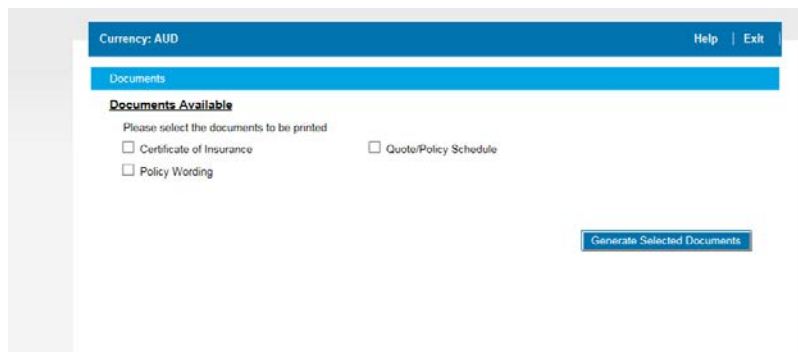 Currency: AUD Help | Exit |
Documents
Documents Available
Please select the documents to be printed
Certificate of Insurance Quote/Policy Schedule
Policy Wording
Generate Selected Documents